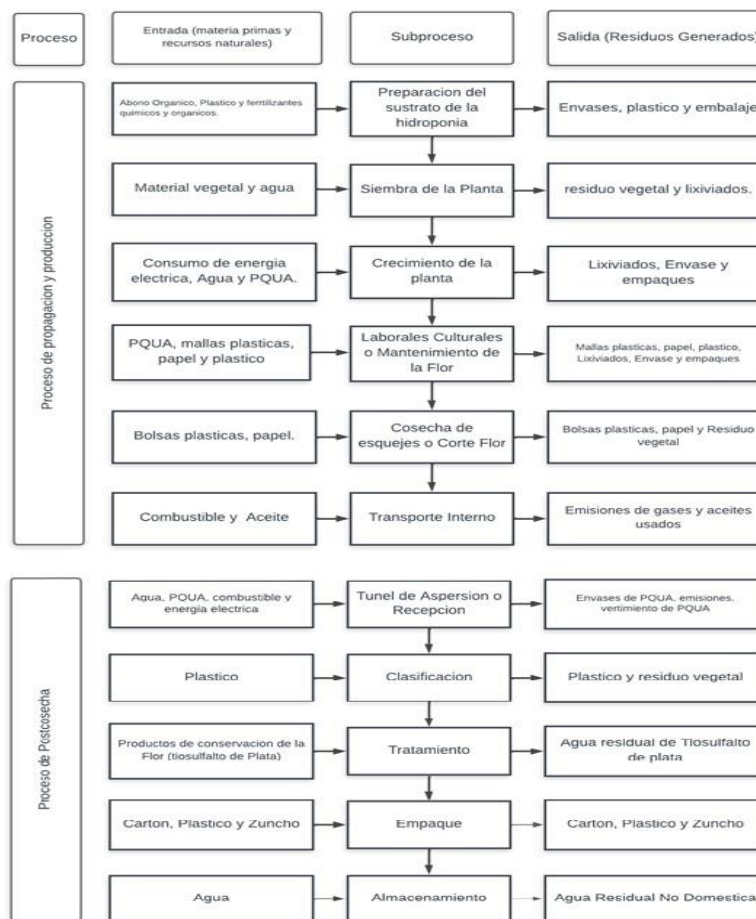 Proceso
Entrada (materia primas y
recursos naturales)
Subproceso
Salida (Residuos Generados)
Proceso de propagacion y produccion
Abono Organico, Plastico y ferrtilizantes
quimicos y organicos.
Preparacion del
sustrato de la
hidroponia
Envases, plastico y embalaje
Material vegetal y agua
Siembra de la Planta
residuo vegetal y lixiviados.
Consumo de energia
electrica, Agua y PQUA.
Crecimiento de la
planta
Lixiviados, Envase y
empaques
PQUA, mallas plasticas,
papel y plastico
Laborales Culturales
o Mantenimiento de
la Flor
Mallas plasticas, papel, plastico,
Lixiviados, Envase y empaques
Bolsas plasticas, papel.
Cosecha de
esquejes o Corte Flor
Bolsas plasticas, papel y Residuo
vegetal
Combustible y Aceite
Transporte Interno
Emisiones de gases y aceites
usados
Proceso de Postcosecha
Agua, PQUA, combustible y
energia electrica
Tunel de Aspersion o
Recepcion
Envases de PQUA, emisiones,
vertimiento de PQUA
Plastico
Clasificacion
Plastico y residuo vegetal
Productos de conservacion de la
Flor (tiosulfato de Plata)
Tratamiento
Agua residual de Tiosulfato
de plata
Carton, Plastico y Zuncho
Empaque
Carton, Plastico y Zuncho
Agua
Almacenamiento
Agua Residual No Domestica